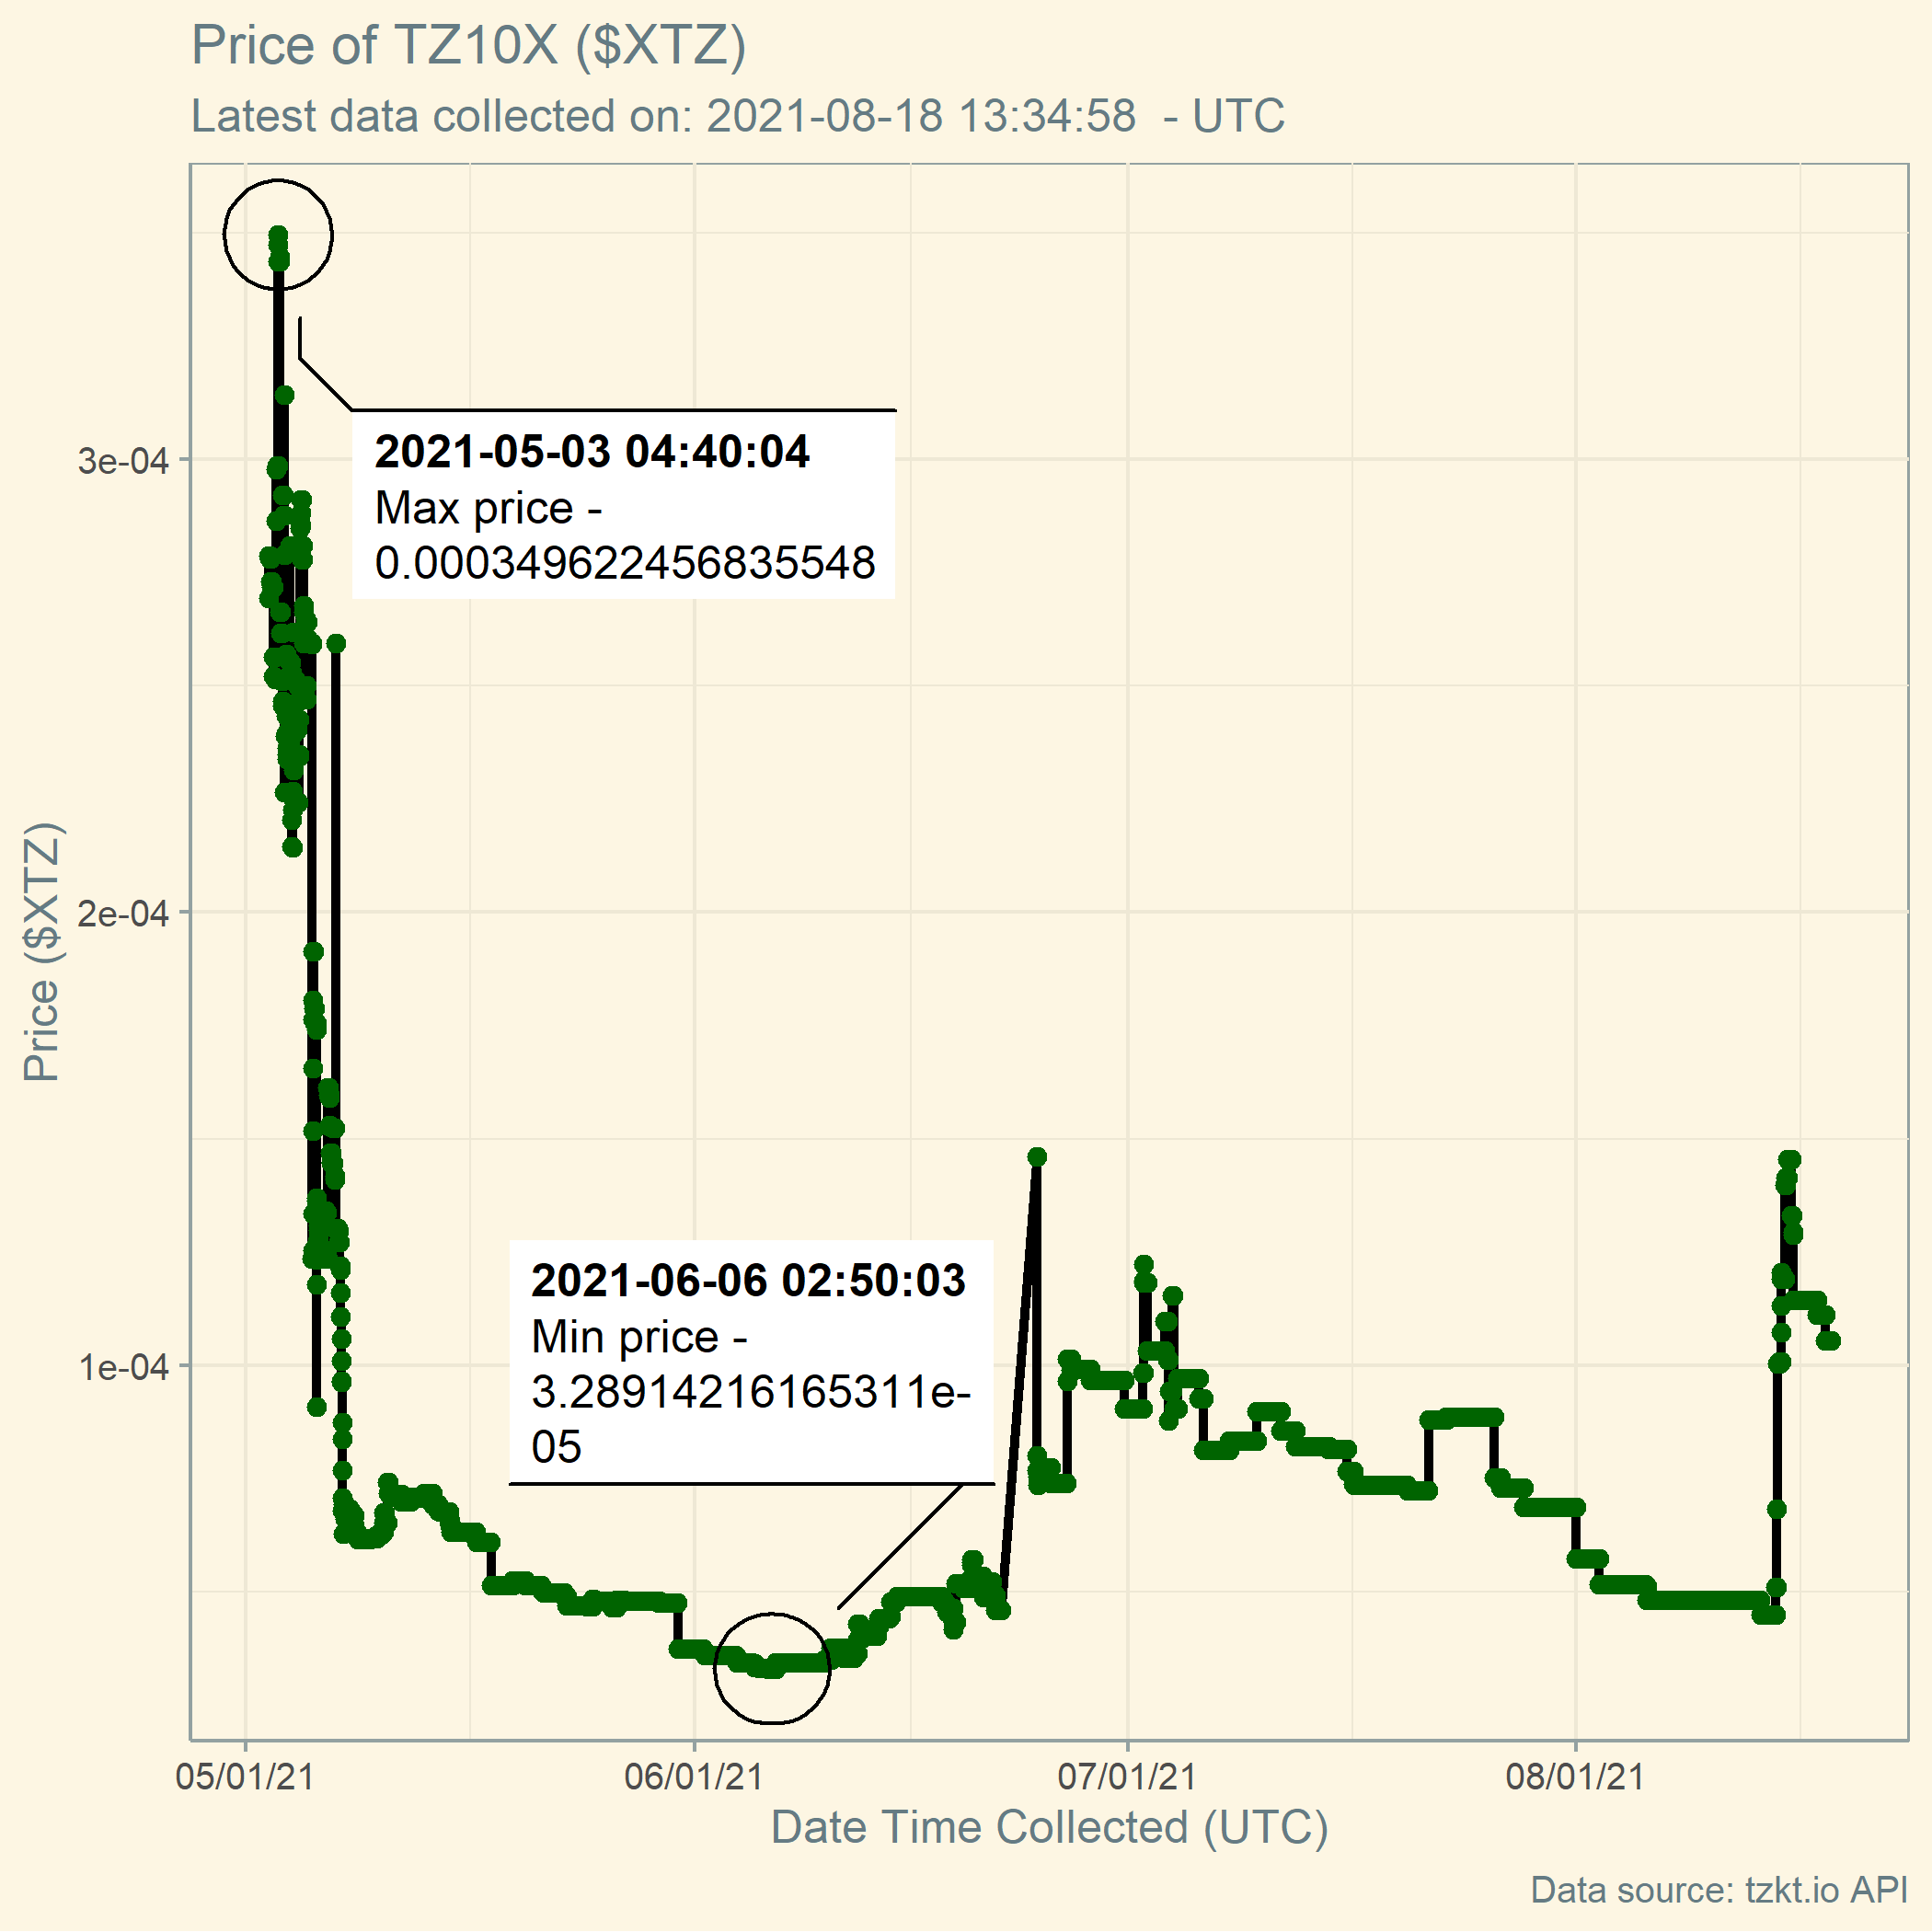 Price of TZ10X ($XTZ)
Latest data collected on: 2021-08-18 13:34:58  - UTC
Price ($XTZ)
3e-04
2e-04
1e-04
2021-05-03 04:40:04
Max price -
0.000349622456835548
2021-06-06 02:50:03
Min price -
3.28914216165311e-
05
05/01/21
06/01/21
07/01/21
08/01/21
Date Time Collected (UTC)
Data source: tzkt.io API